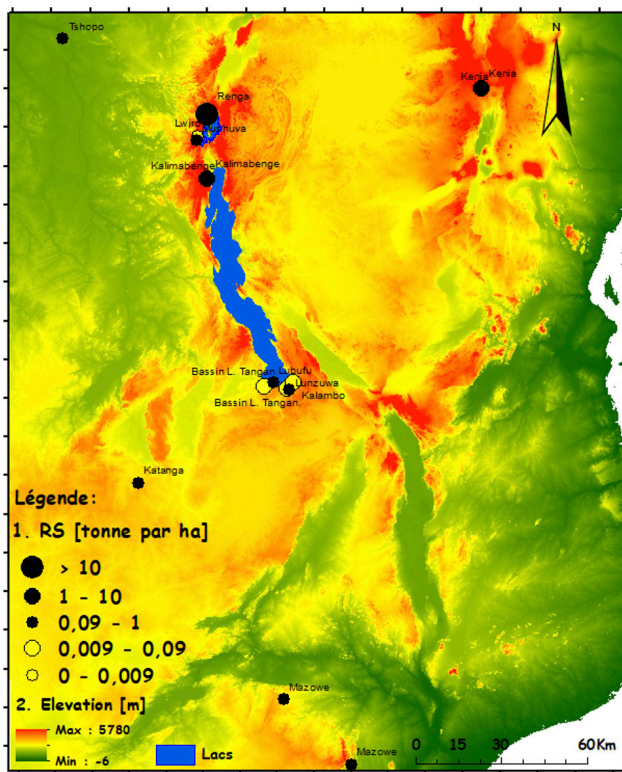 Tshopo
N
Kenia Kenia
Renga
Kalimabenge Kalimabenge
Bassin L. Tangan. Lubufu
Lunzuwa
Kalambo
Bassin L. Tangan.
Katanga
Légende:
1. RS [tonne par ha]
> 10
1 - 10
0,09 - 1
0,009 - 0,09
0 - 0,009
2. Elevation [m]
Max : 5780
Min : -6
Lacs
Mazowe
Mazowe
0 15 30 60 Km